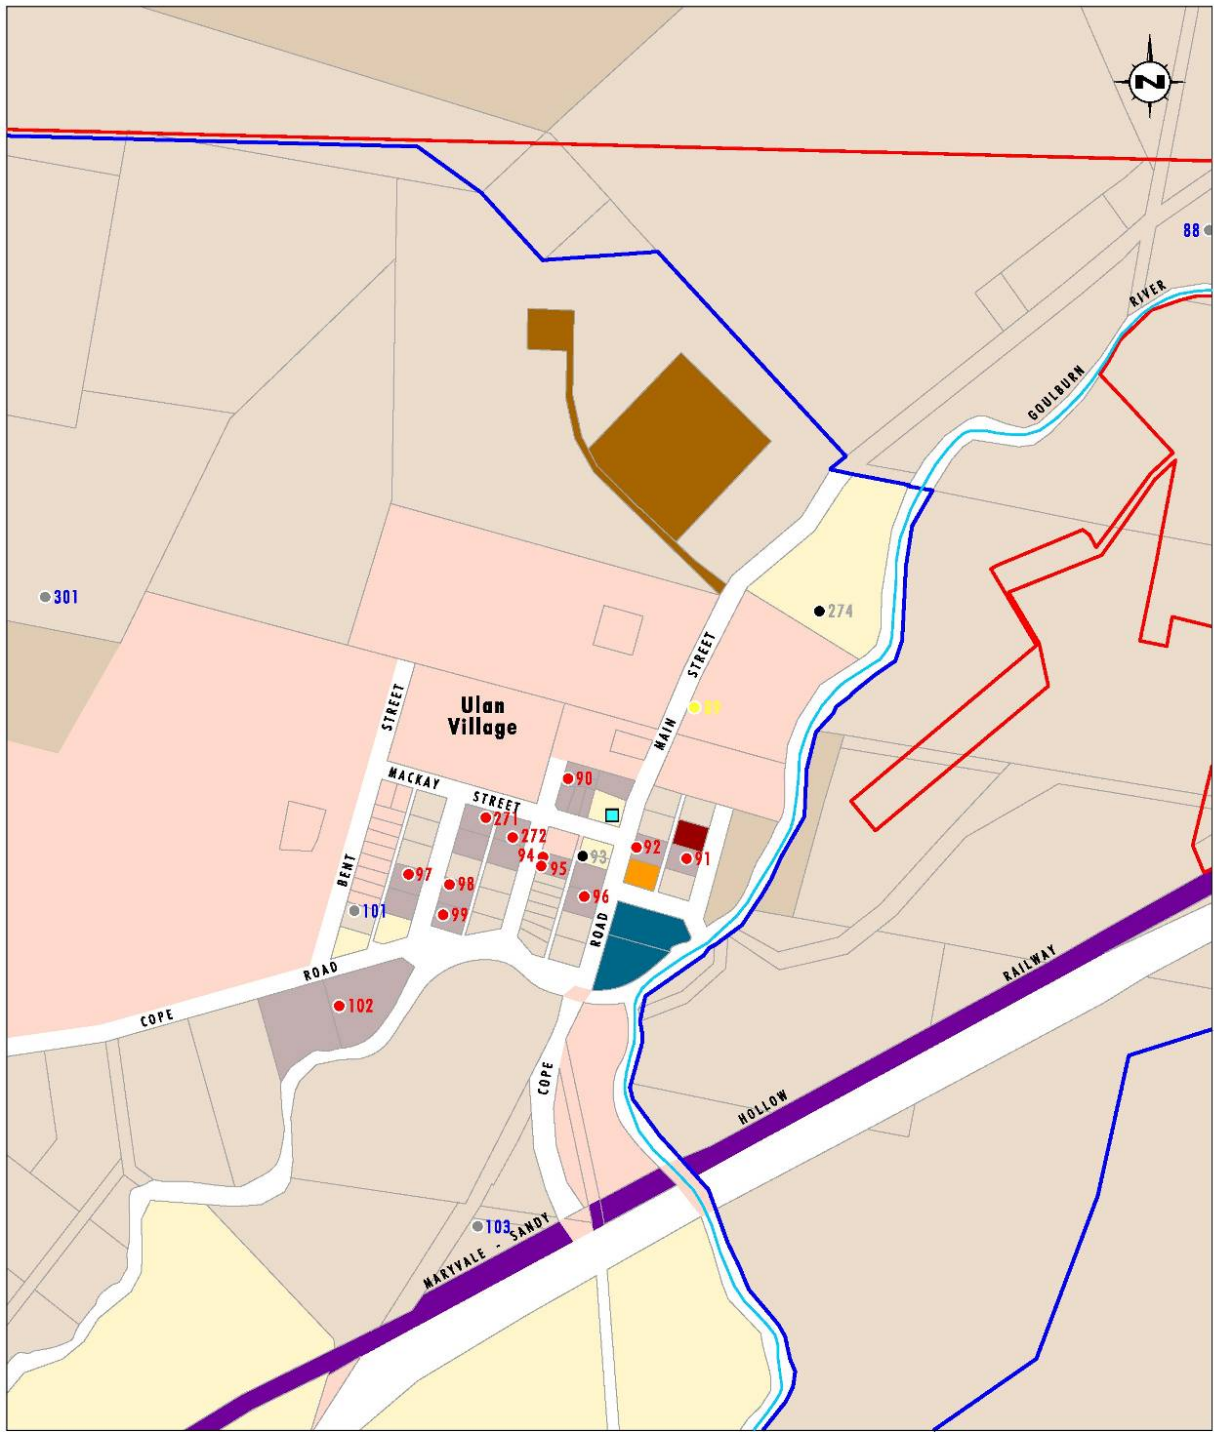 N
88
RIVER
GOULBURN
301
274
STREET
MAIN
89
STREET
Ulan
Village
MACKAY
STREET
90
271
272
94
95
93
92
91
97
98
96
99
BENT
101
ROAD
ROAD
102
COPE
COPE
RAILWAY
HOLLOW
103
MARYVALE - SANDY